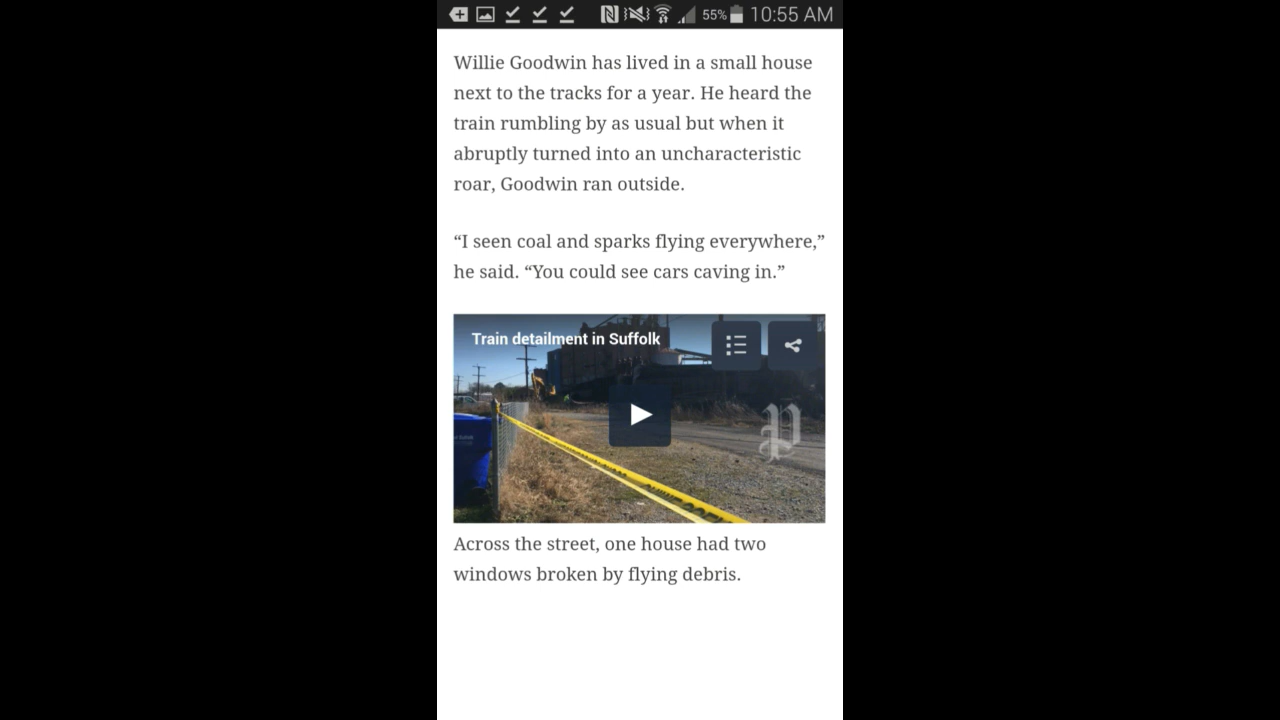 55% 10:55 AM
Willie Goodwin has lived in a small house
next to the tracks for a year. He heard the
train rumbling by as usual but when it
abruptly turned into an uncharacteristic
roar, Goodwin ran outside.
“I seen coal and sparks flying everywhere,”
he said. “You could see cars caving in.”
Train detailment in Suffolk
P
Across the street, one house had two
windows broken by flying debris.